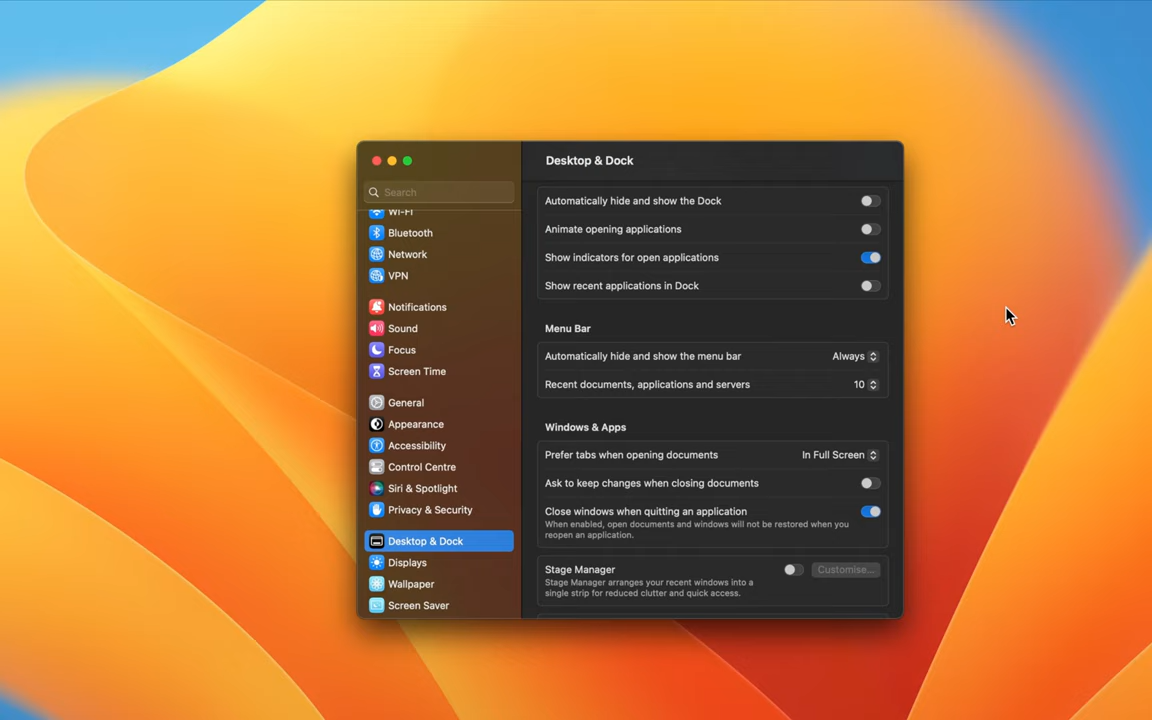 Desktop & Dock
Search
Wi-Fi
Bluetooth
Network
VPN
Notifications
Sound
Focus
Screen Time
General
Appearance
Accessibility
Control Centre
Siri & Spotlight
Privacy & Security
Desktop & Dock
Displays
Wallpaper
Screen Saver
Automatically hide and show the Dock
Animate opening applications
Show indicators for open applications
Show recent applications in Dock
Menu Bar
Automatically hide and show the menu bar Always
Recent documents, applications and servers 10
Windows & Apps
Prefer tabs when opening documents In Full Screen
Ask to keep changes when closing documents
Close windows when quitting an application
When enabled, open documents and windows will not be restored when you
reopen an application.
Stage Manager Customise...
Stage Manager arranges your recent windows into a
single strip for reduced clutter and quick access.